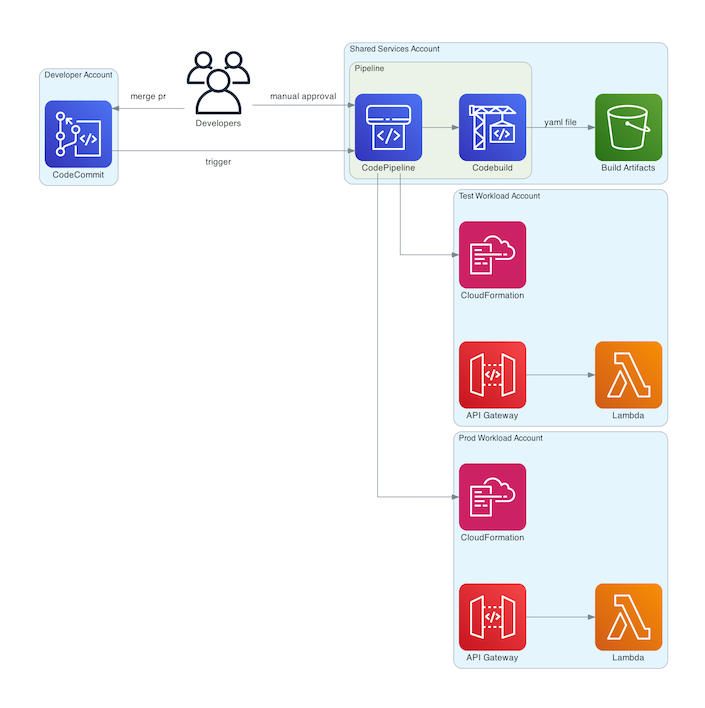 Shared Services Account
Developer Account
Pipeline
merge pr
manual approval
Developers
yaml file
trigger
CodeCommit
CodePipeline
Codebuild
Build Artifacts
Test Workload Account
CloudFormation
API Gateway
Lambda
Prod Workload Account
CloudFormation
API Gateway
Lambda